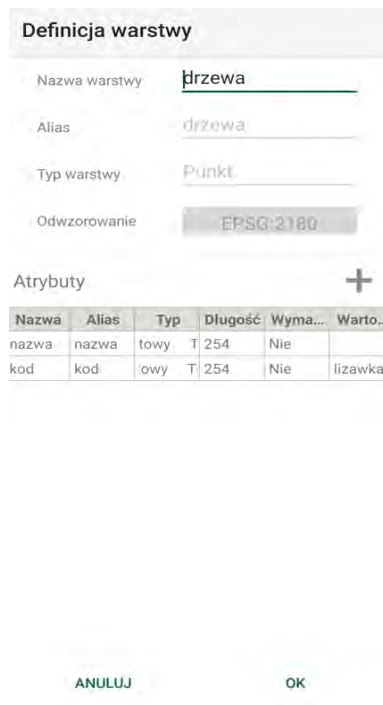 Definicja warstwy
Nazwa warstwy drzewa
Alias drzewa
Typ warstwy Punkt
Odwzorowanie EPSG:2180
Atrybuty +
Nazwa Alias Typ Długość Wyma... Warto..
nazwa nazwa towy T 254 Nie
kod kod owy T 254 Nie lizawka
ANULUJ OK